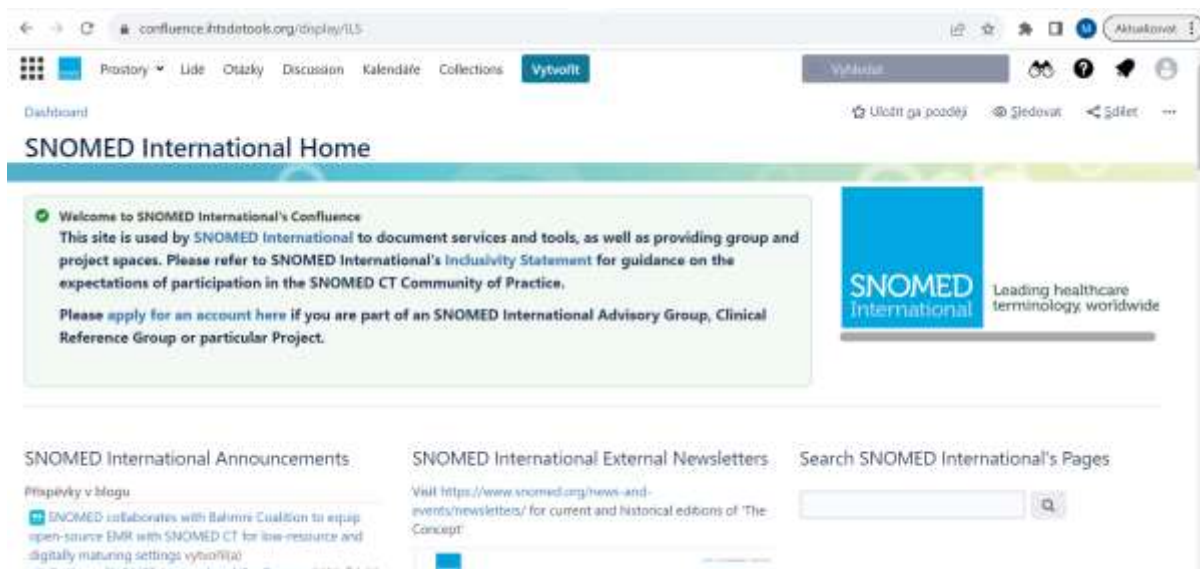 confluence.ihtsdotools.org/display/ILS
Aktualizovat
Prostory Lidé Otázky Discussion Kalendáře Collections Vytvořit
Vyhledat
Dashboard
Uložit na později Sledovat Sdílet
SNOMED International Home
Welcome to SNOMED International's Confluence
This site is used by SNOMED International to document services and tools, as well as providing group and
project spaces. Please refer to SNOMED International's Inclusivity Statement for guidance on the
expectations of participation in the SNOMED CT Community of Practice.
Please apply for an account here if you are part of an SNOMED International Advisory Group, Clinical
Reference Group or particular Project.
SNOMED
International
Leading healthcare
terminology, worldwide
SNOMED International Announcements
Příspěvky v blogu
SNOMED collaborates with Bahmni Coalition to equip
open-source EMR with SNOMED CT for low-resource and
digitally maturing settings vytvořil(a)
SNOMED International External Newsletters
Visit https://www.snomed.org/news-and-
events/newsletters/ for current and historical editions of 'The
Concept'
Search SNOMED International's Pages